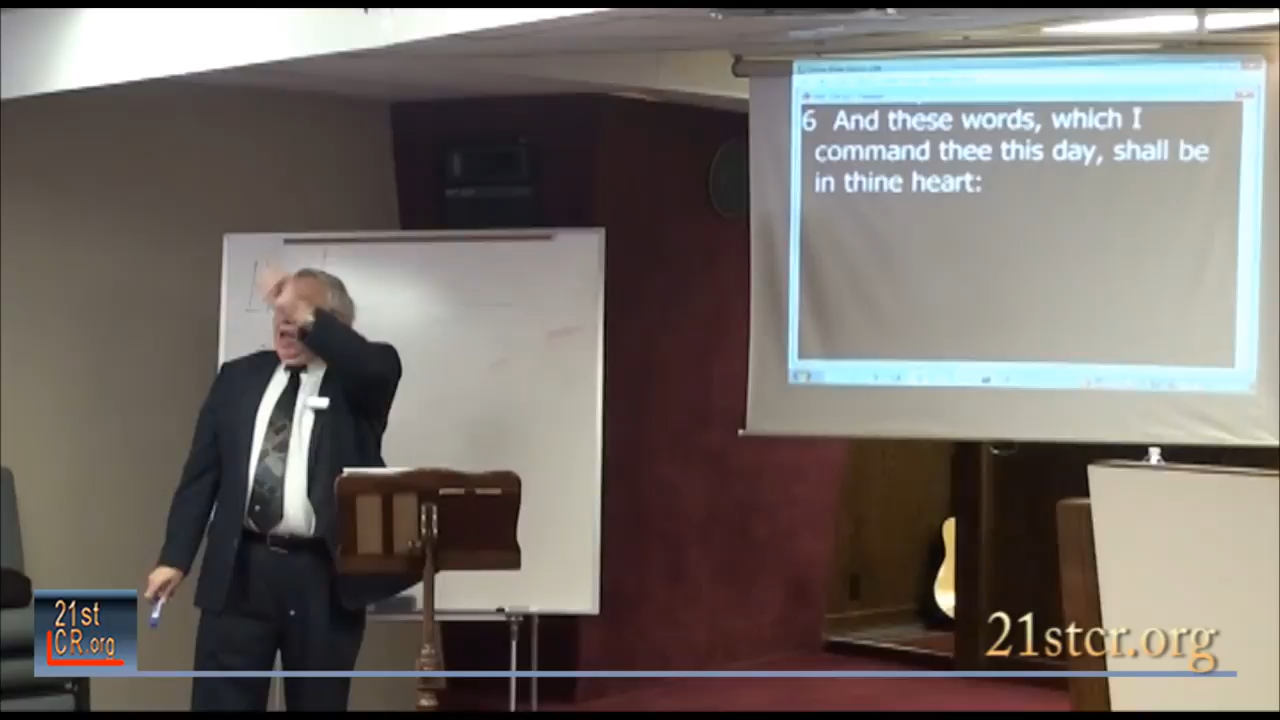 6 And these words, which I
command thee this day, shall be
in thine heart:
21st
CR.org
21stcr.org